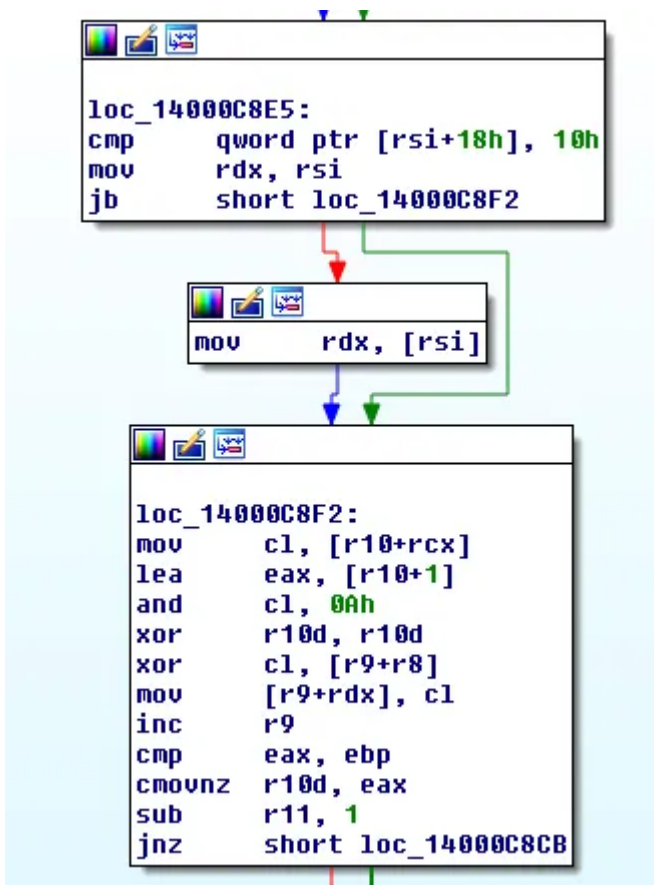 loc_14000C8E5:
cmp qword ptr [rsi+18h], 10h
mov rdx, rsi
jb short loc_14000C8F2
mov rdx, [rsi]
loc_14000C8F2:
mov cl, [r10+rcx]
lea eax, [r10+1]
and cl, 0Ah
xor r10d, r10d
xor cl, [r9+r8]
mov [r9+rdx], cl
inc r9
cmp eax, ebp
cmovnz r10d, eax
sub r11, 1
jnz short loc_14000C8CB